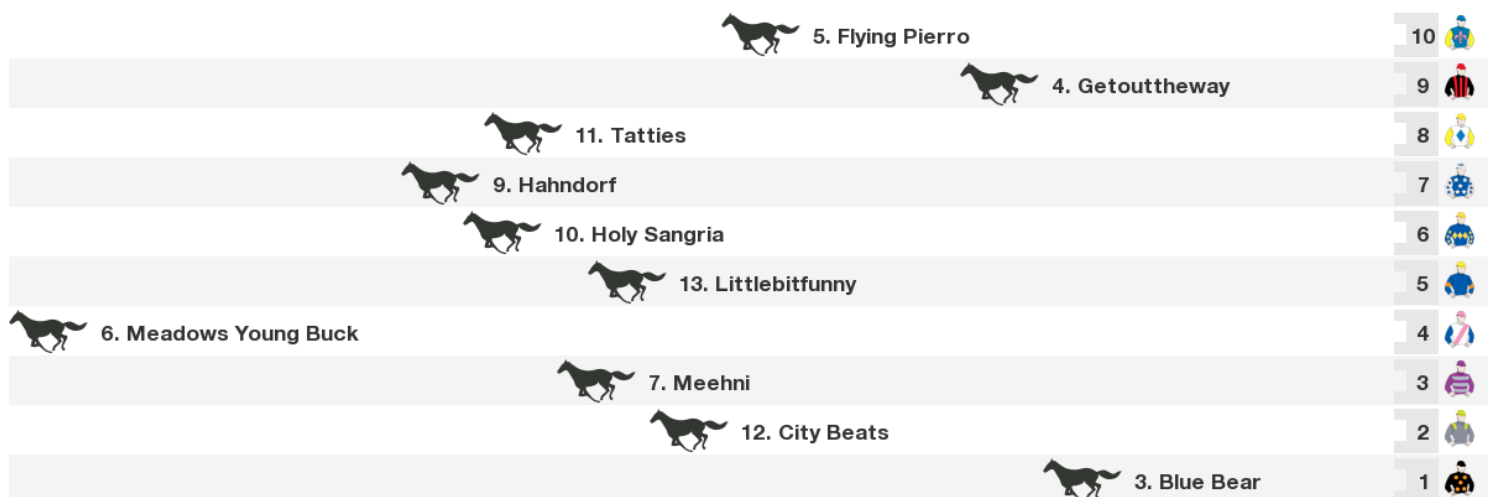 5. Flying Pierro 10
4. Getouttheway 9
11. Tatties 8
9. Hahndorf 7
10. Holy Sangria 6
13. Littlebitfunny 5
6. Meadows Young Buck 4
7. Meehni 3
12. City Beats 2
3. Blue Bear 1